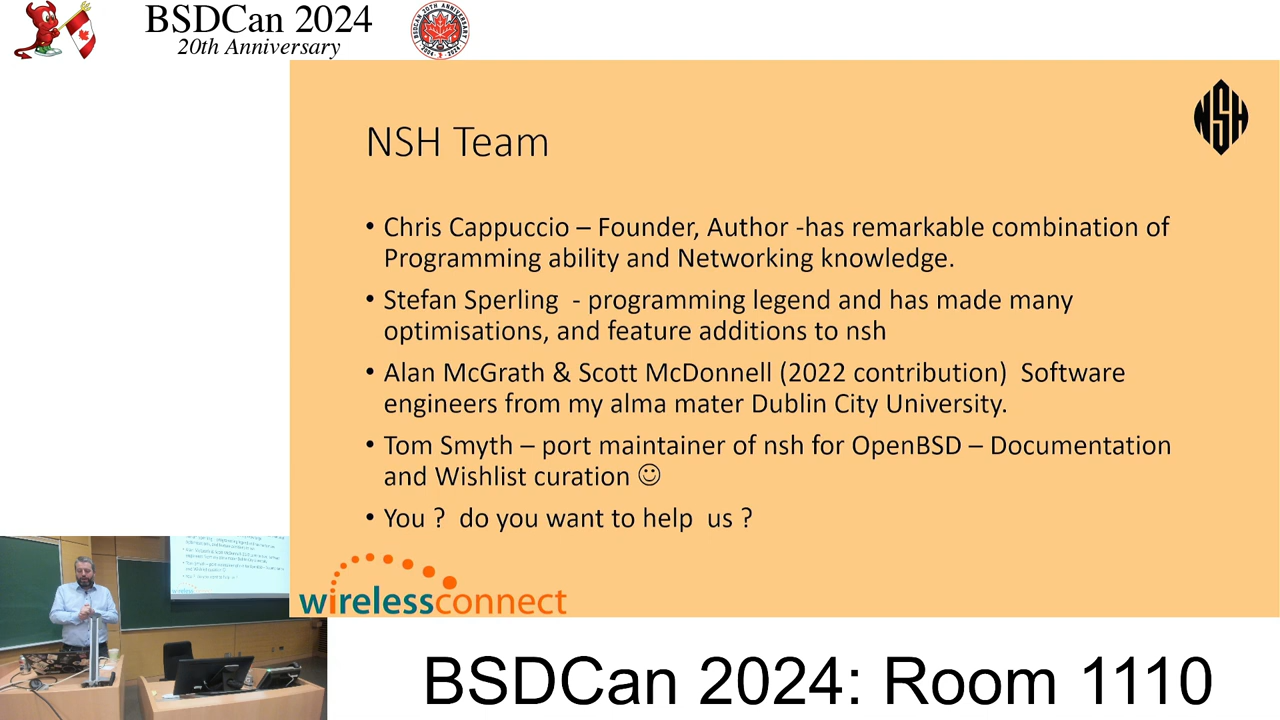 BSDCan 2024
20th Anniversary
NSH
NSH Team
• Chris Cappuccio – Founder, Author -has remarkable combination of
Programming ability and Networking knowledge.
• Stefan Sperling - programming legend and has made many
optimisations, and feature additions to nsh
• Alan McGrath & Scott McDonnell (2022 contribution) Software
engineers from my alma mater Dublin City University.
• Tom Smyth – port maintainer of nsh for OpenBSD – Documentation
and Wishlist curation ☺
• You ? do you want to help us ?
wirelessconnect
BSDCan 2024: Room 1110